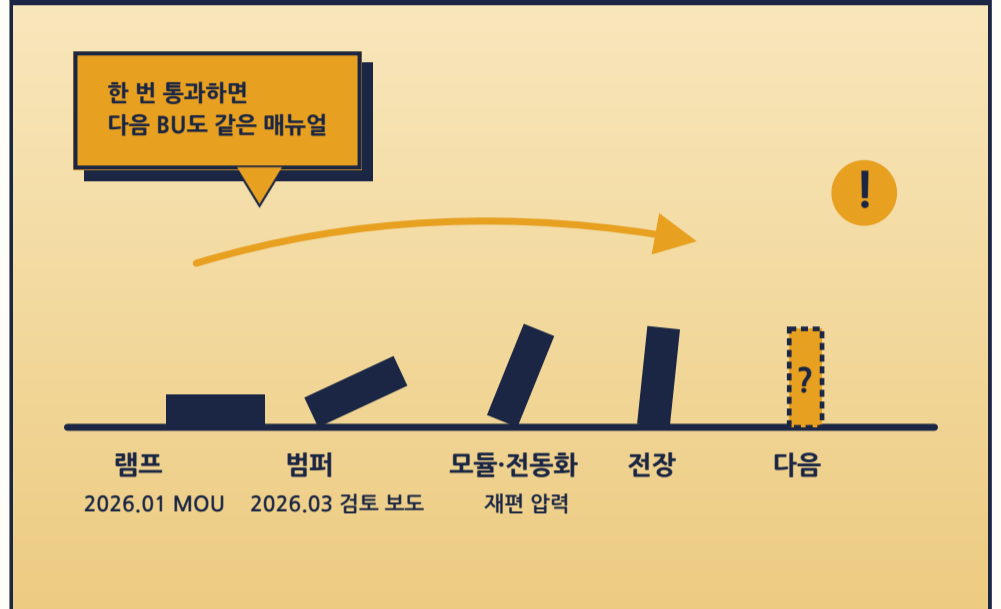 한 번 통과하면
다음 BU도 같은 매뉴얼
!
?
램프
범퍼
모듈·전동화
전장
다음
2026.01 MOU
2026.03 검토 보도
재편 압력